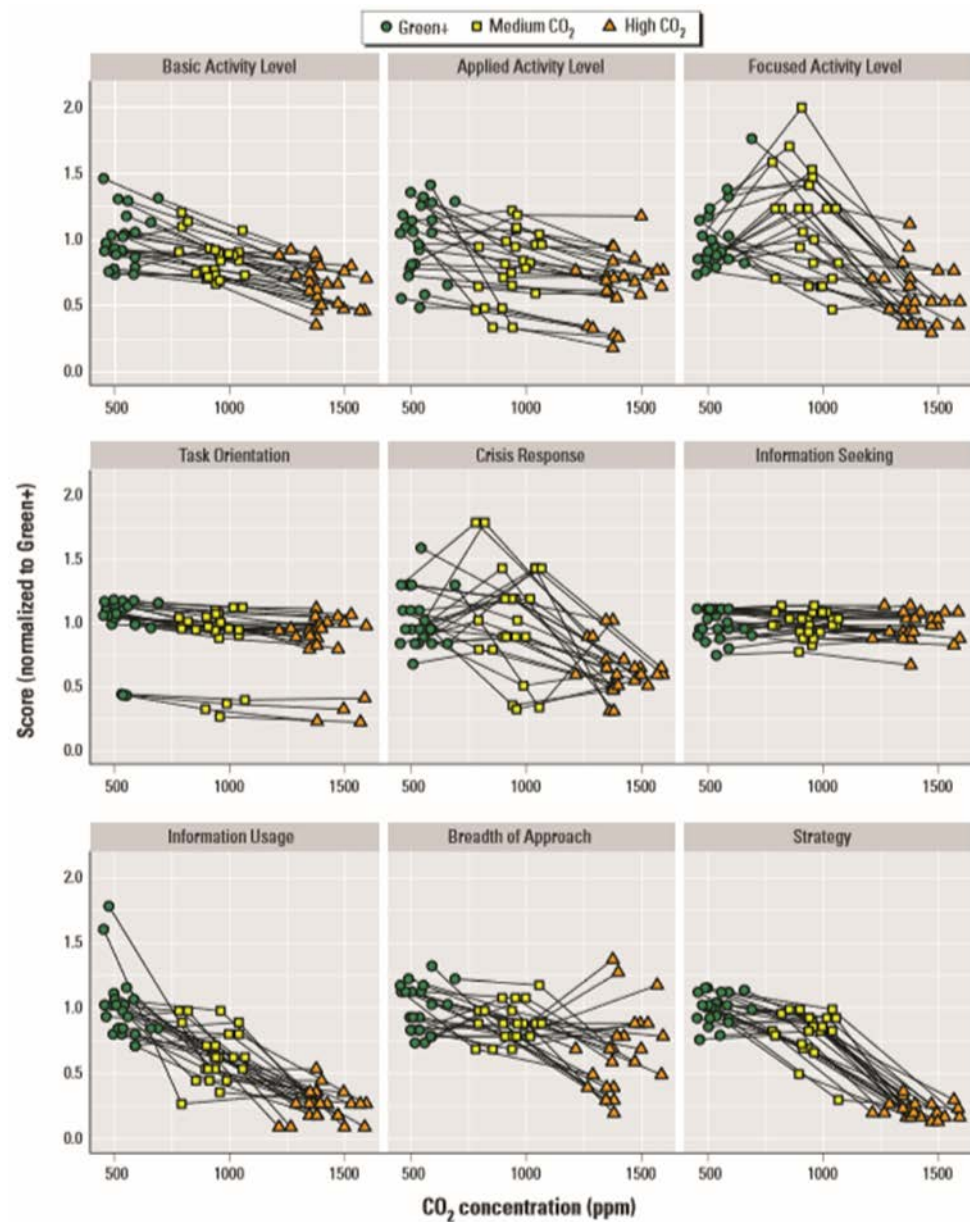 Green+ Medium CO₂ High CO₂
Basic Activity Level Applied Activity Level Focused Activity Level
2.0
1.5
1.0
0.5
0.0
500 1000 1500 500 1000 1500 500 1000 1500
Task Orientation Crisis Response Information Seeking
2.0
1.5
1.0
0.5
0.0
500 1000 1500 500 1000 1500 500 1000 1500
Score (normalized to Green+)
Information Usage Breadth of Approach Strategy
2.0
1.5
1.0
0.5
0.0
500 1000 1500 500 1000 1500 500 1000 1500
CO₂ concentration (ppm)